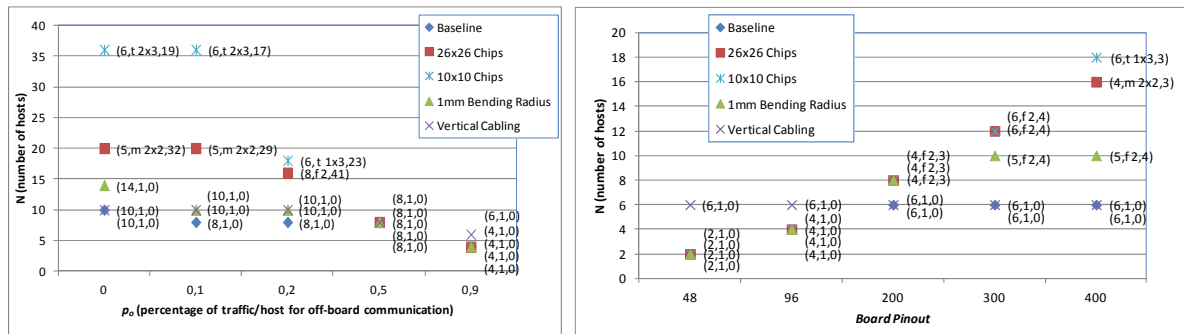 40
35
30
25
20
15
10
5
0
N (number of hosts)
(6,t 2x3,19)
(6,t 2x3,17)
(5,m 2x2,32)
(5,m 2x2,29)
(6, t 1x3,23)
(8,f 2,41)
(14,1,0)
(10,1,0)
(10,1,0)
(10,1,0)
(10,1,0)
(8,1,0)
(10,1,0)
(10,1,0)
(8,1,0)
(8,1,0)
(8,1,0)
(8,1,0)
(8,1,0)
(8,1,0)
(6,1,0)
(4,1,0)
(4,1,0)
(4,1,0)
(4,1,0)
Baseline
26x26 Chips
10x10 Chips
1mm Bending Radius
Vertical Cabling
0
0,1
0,2
0,5
0,9
po (percentage of traffic/host for off-board communication)
20
18
16
14
12
10
8
6
4
2
0
N (number of hosts)
Baseline
26x26 Chips
10x10 Chips
1mm Bending Radius
Vertical Cabling
(6,t 1x3,3)
(4,m 2x2,3)
(6,f 2,4)
(6,f 2,4)
(5,f 2,4)
(5,f 2,4)
(4,f 2,3)
(4,f 2,3)
(4,f 2,3)
(6,1,0)
(6,1,0)
(6,1,0)
(6,1,0)
(6,1,0)
(6,1,0)
(6,1,0)
(6,1,0)
(2,1,0)
(2,1,0)
(2,1,0)
(2,1,0)
(4,1,0)
(4,1,0)
(4,1,0)
(4,1,0)
48
96
200
300
400
Board Pinout